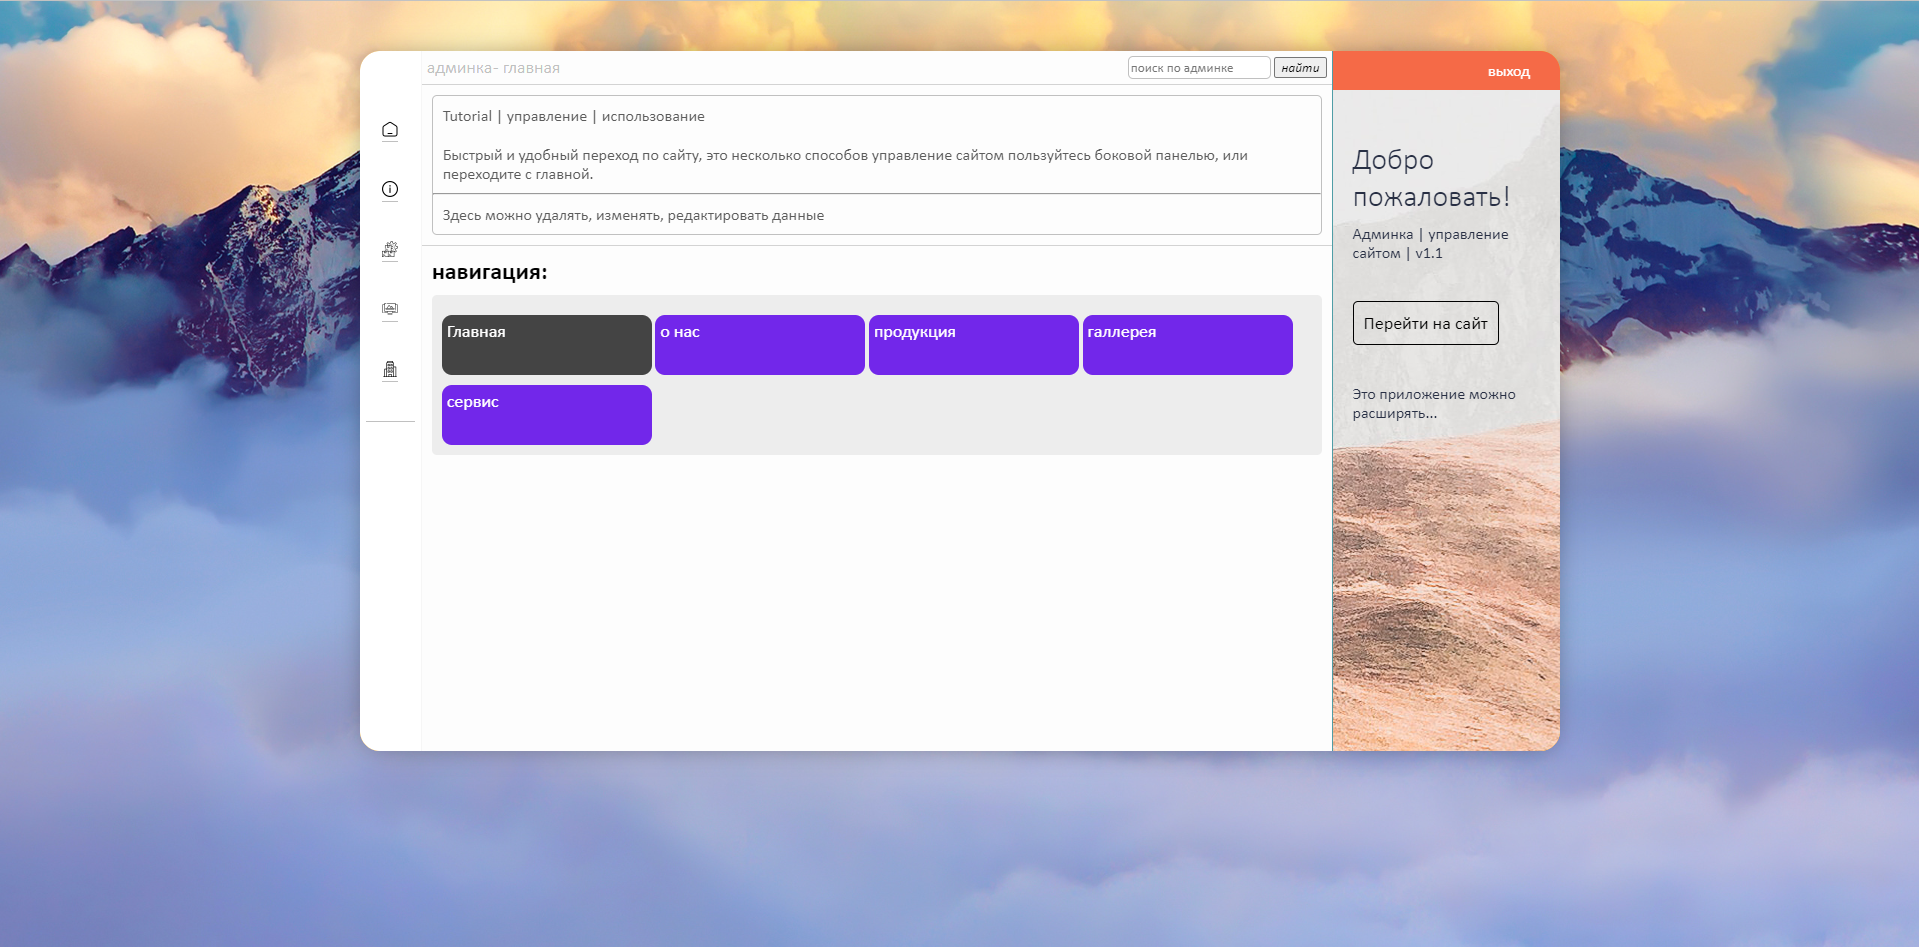 админка- главная
поиск по админке
найти
выход
Tutorial | управление | использование
Быстрый и удобный переход по сайту, это несколько способов управление сайтом пользуйтесь боковой панелью, или
переходите с главной.
Здесь можно удалять, изменять, редактировать данные
навигация:
Главная
о нас
продукция
галлерея
сервис
Добро
пожаловать!
Админка | управление
сайтом | v1.1
Перейти на сайт
Это приложение можно
расширять...